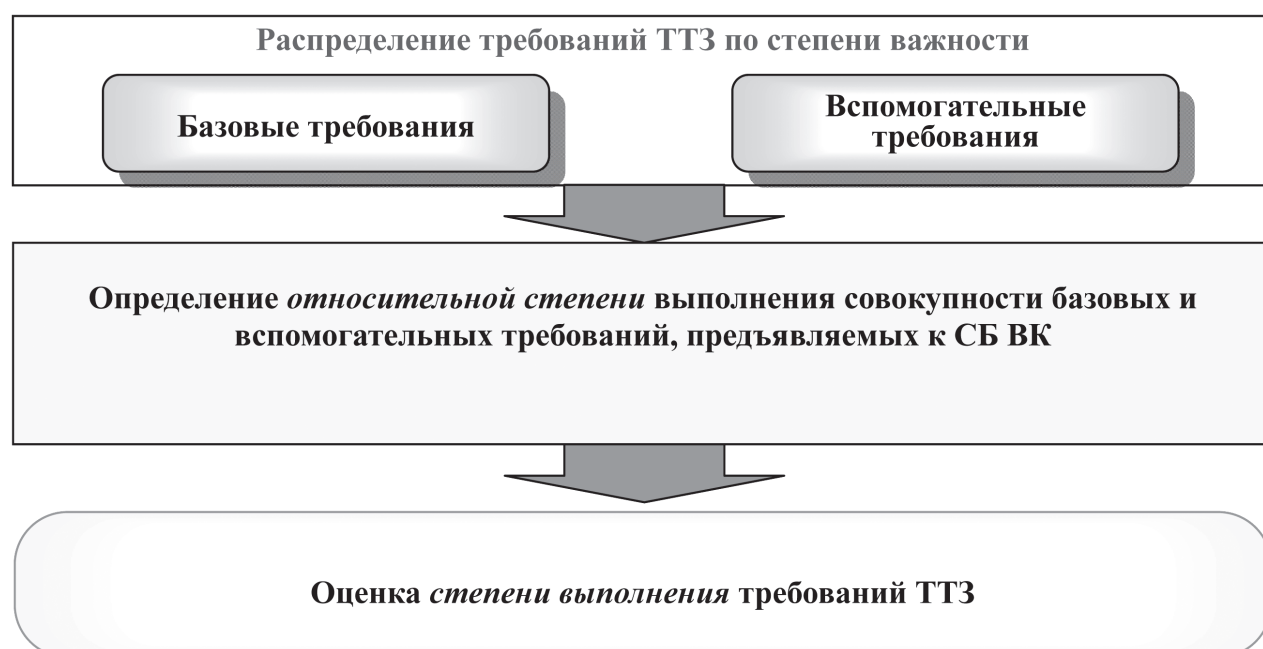 Распределение требований ТТЗ по степени важности
Базовые требования
Вспомогательные
требования
Определение относительной степени выполнения совокупности базовых и
вспомогательных требований, предъявляемых к СБ ВК
Оценка степени выполнения требований ТТЗ